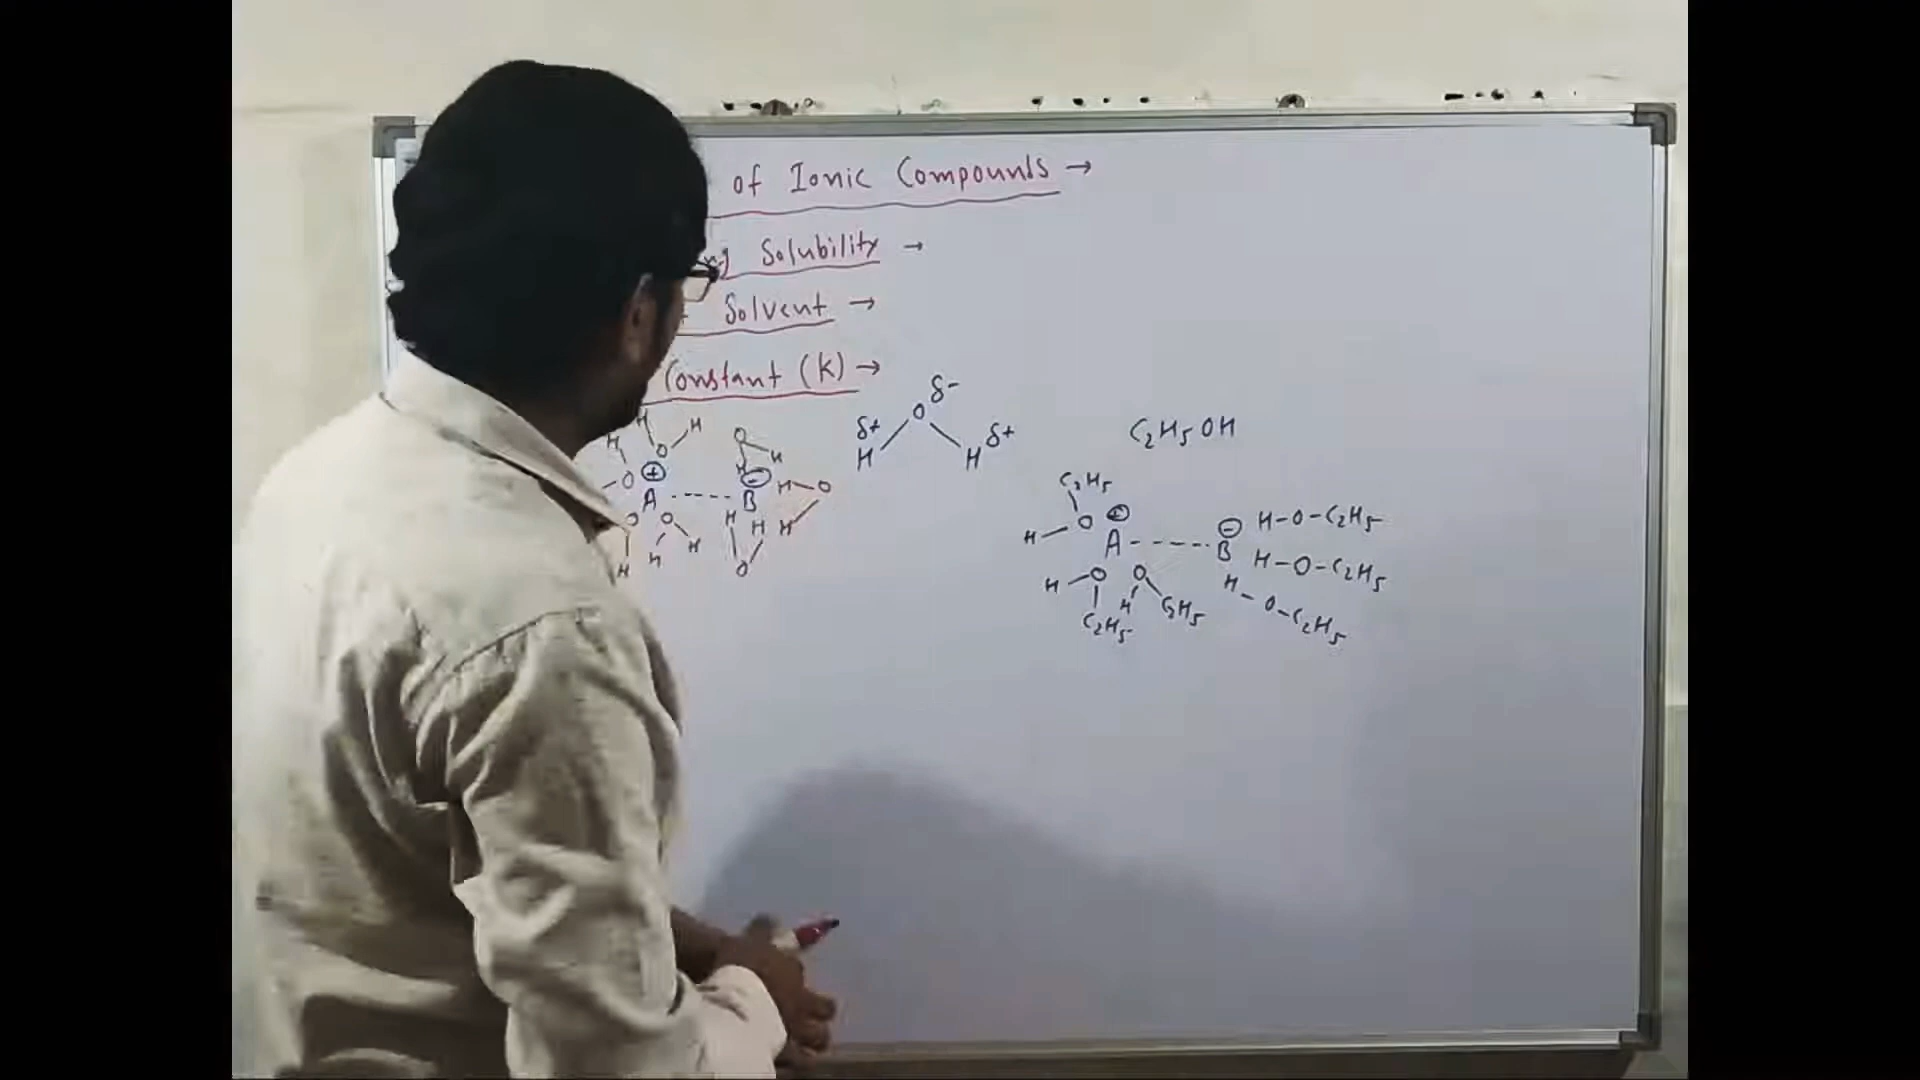 of Ionic Compounds →
Solubility →
Solvent →
Constant (K) →
δ-
O
δ+ δ+
H H
C₂H₅OH
H H
H O
O ⊕ H H
A ----- B ⊖ H-O
O O H H H
H H H O
C₂H₅
H-O ⊕
A ----- B ⊖ H-O-C₂H₅
H-O-C₂H₅
H-O O H-O-C₂H₅
C₂H₅ H C₂H₅